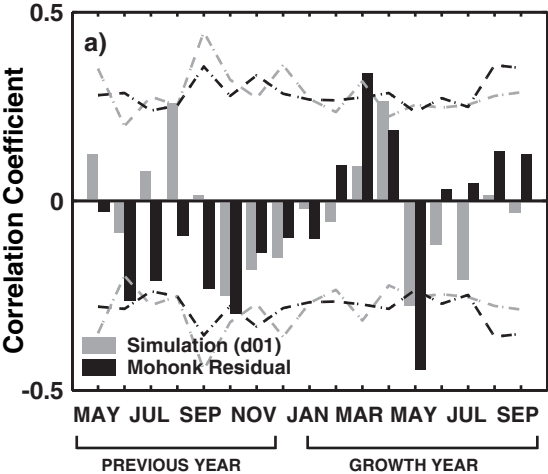 0.5
a)
Correlation Coefficient
0
Simulation (d01)
Mohonk Residual
-0.5
MAY JUL SEP NOV JAN MAR MAY JUL SEP
PREVIOUS YEAR GROWTH YEAR